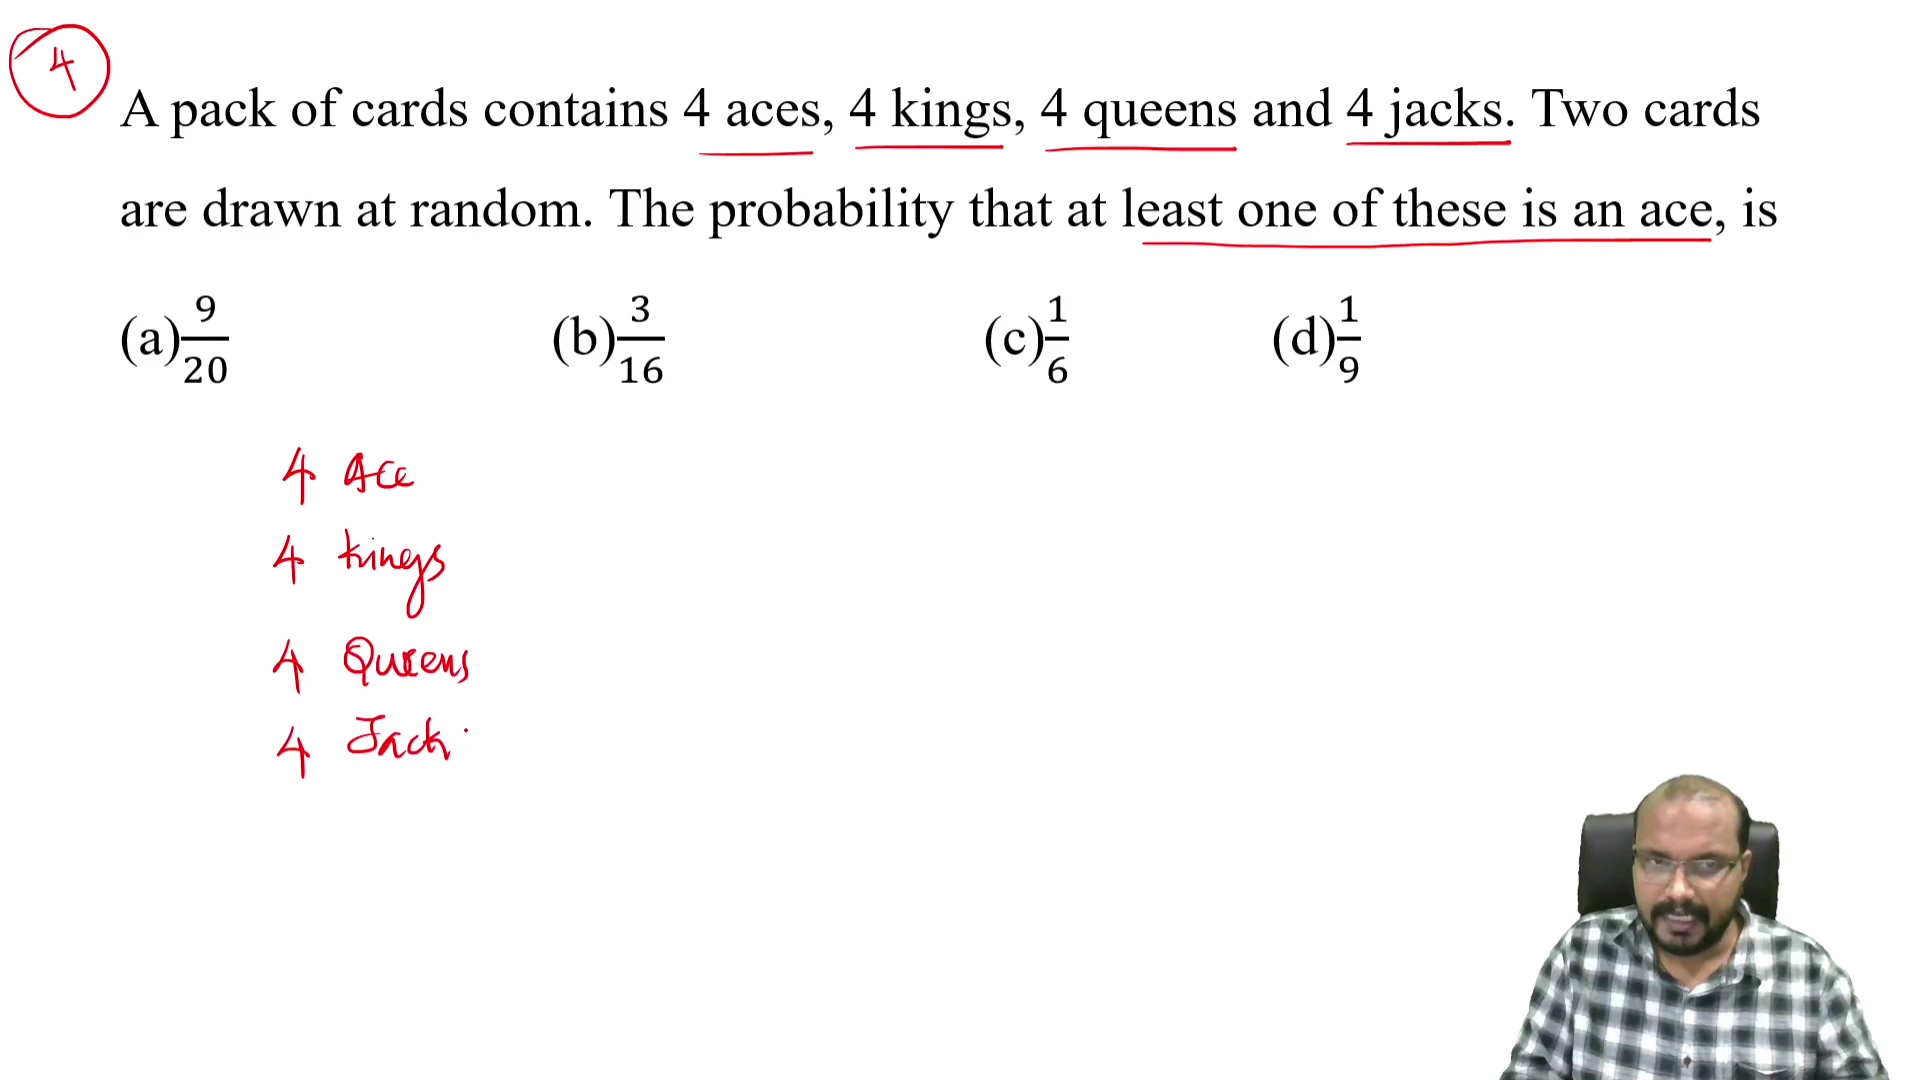 4
A pack of cards contains 4 aces, 4 kings, 4 queens and 4 jacks. Two cards
are drawn at random. The probability that at least one of these is an ace, is
(a) 9/20 (b) 3/16 (c) 1/6 (d) 1/9
4 Ace
4 kings
4 Queens
4 Jack